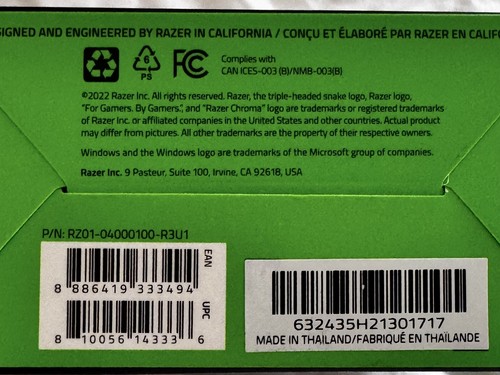 SIGNED AND ENGINEERED BY RAZER IN CALIFORNIA / CONÇU ET ÉLABORÉ PAR RAZER EN CALIFO
6
PS
FC
Complies with
CAN ICES-003 (B)/NMB-003(B)
©2022 Razer Inc. All rights reserved. Razer, the triple-headed snake logo, Razer logo,
"For Gamers. By Gamers.", and "Razer Chroma" logo are trademarks or registered trademarks
of Razer Inc. or affiliated companies in the United States and other countries. Actual product
may differ from pictures. All other trademarks are the property of their respective owners.
Windows and the Windows logo are trademarks of the Microsoft group of companies.
Razer Inc. 9 Pasteur, Suite 100, Irvine, CA 92618, USA
P/N: RZ01-04000100-R3U1
EAN
8 886419 333494
UPC
8 10056 14333 6
632435H21301717
MADE IN THAILAND/FABRIQUÉ EN THAÏLANDE